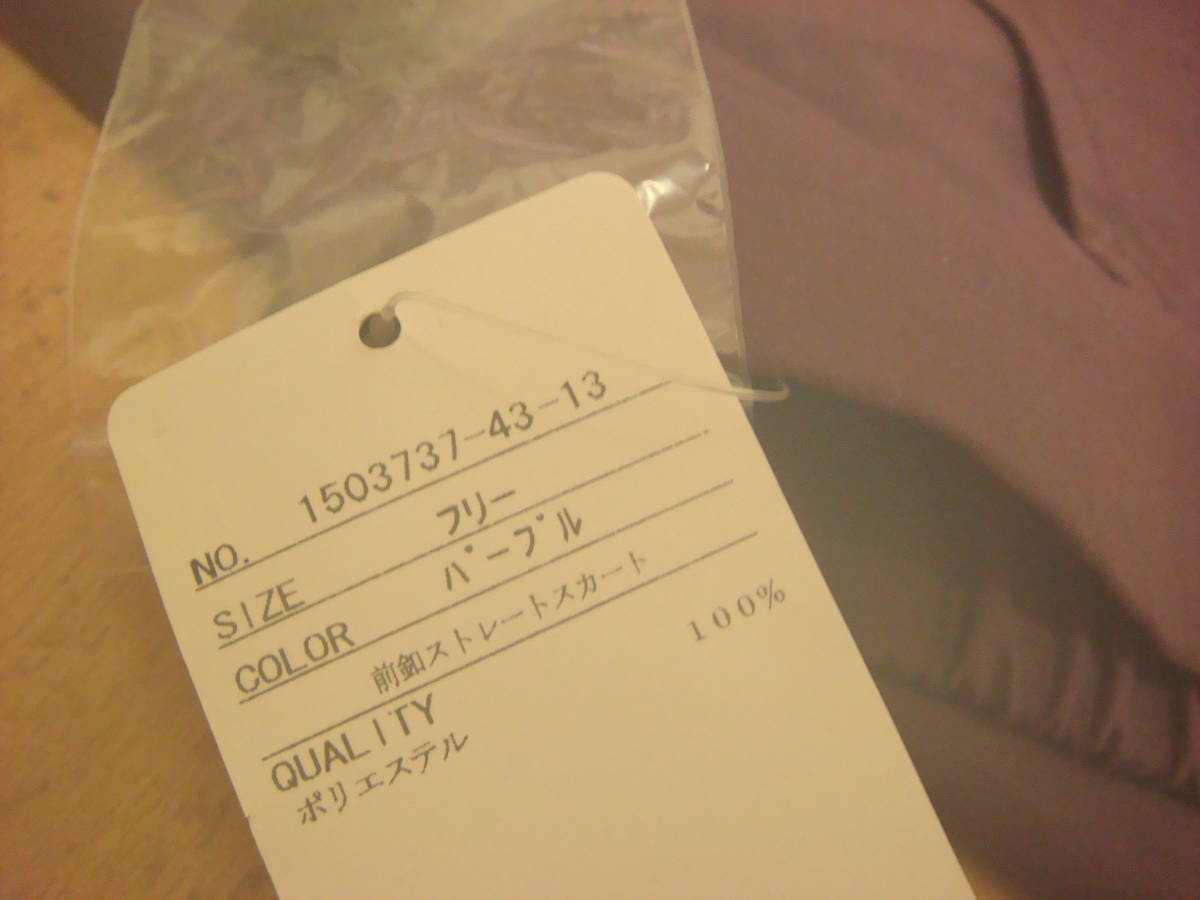 NO. 1503737-43-13
SIZE フリー
COLOR パープル
前釦ストレートスカート
QUALITY
ポリエステル 100%